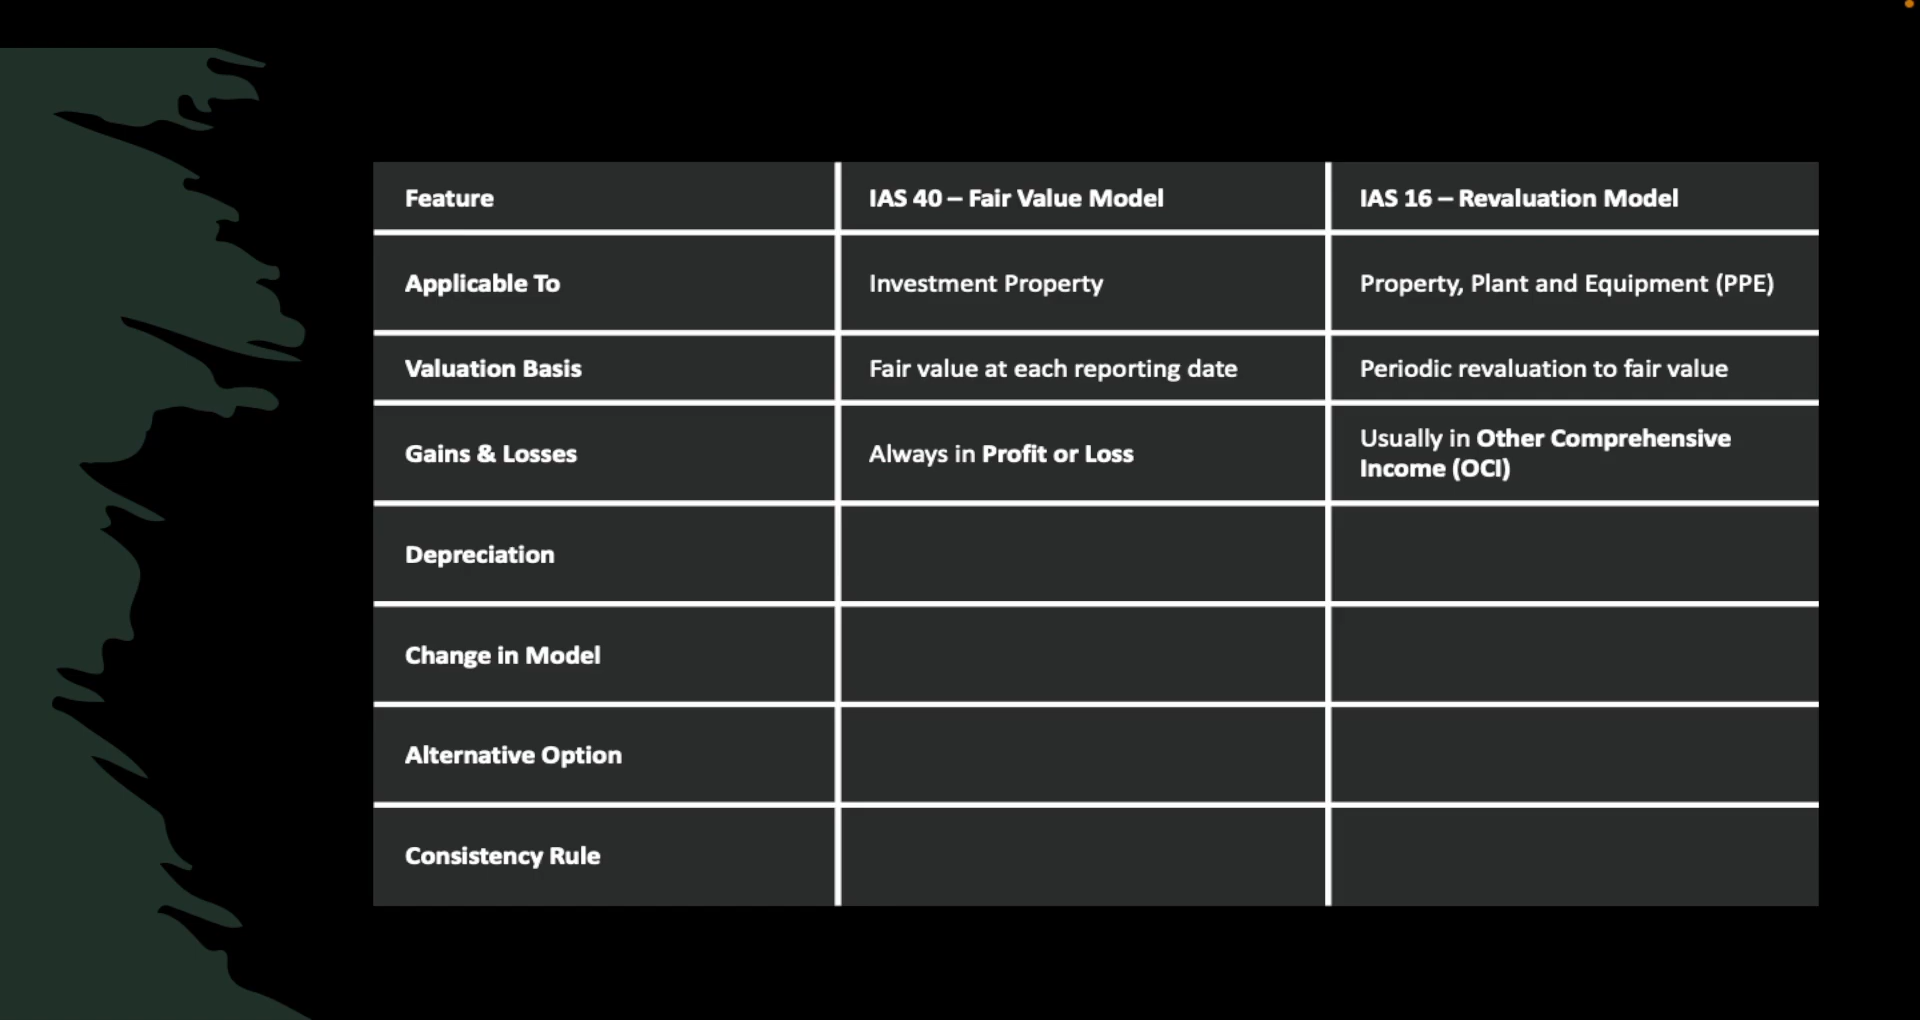 Feature
IAS 40 – Fair Value Model
IAS 16 – Revaluation Model
Applicable To
Investment Property
Property, Plant and Equipment (PPE)
Valuation Basis
Fair value at each reporting date
Periodic revaluation to fair value
Gains & Losses
Always in Profit or Loss
Usually in Other Comprehensive
Income (OCI)
Depreciation
Change in Model
Alternative Option
Consistency Rule